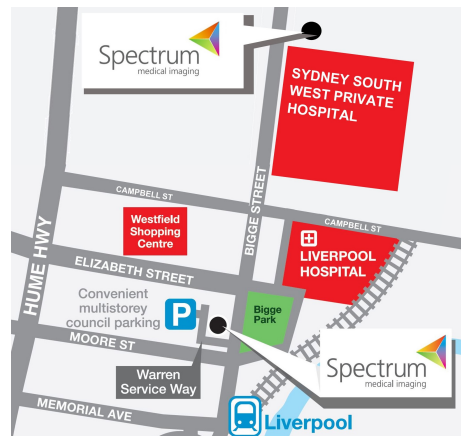 Spectrum
medical imaging
SYDNEY SOUTH
WEST PRIVATE
HOSPITAL
CAMPBELL ST
BIGGE STREET
CAMPBELL ST
Westfield
Shopping
Centre
LIVERPOOL
HOSPITAL
HUME HWY
ELIZABETH STREET
Convenient
multistorey
council parking
P
Bigge
Park
MOORE ST
Warren
Service Way
Spectrum
medical imaging
MEMORIAL AVE
Liverpool